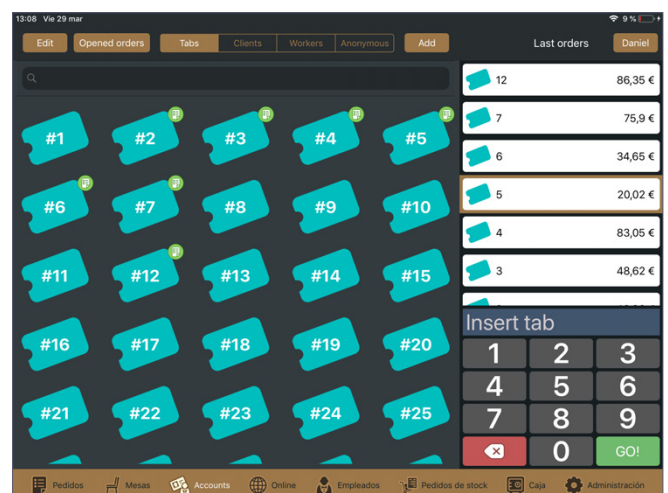 13:08 Vie 29 mar
9 %
Edit
Opened orders
Tabs
Clients
Workers
Anonymous
Add
Last orders
Daniel
#1
#2
#3
#4
#5
#6
#7
#8
#9
#10
#11
#12
#13
#14
#15
#16
#17
#18
#19
#20
#21
#22
#23
#24
#25
12 86,35 €
7 75,9 €
6 34,65 €
5 20,02 €
4 83,05 €
3 48,62 €
Insert tab
1 2 3
4 5 6
7 8 9
0 GO!
Pedidos
Mesas
Accounts
Online
Empleados
Pedidos de stock
Caja
Administración